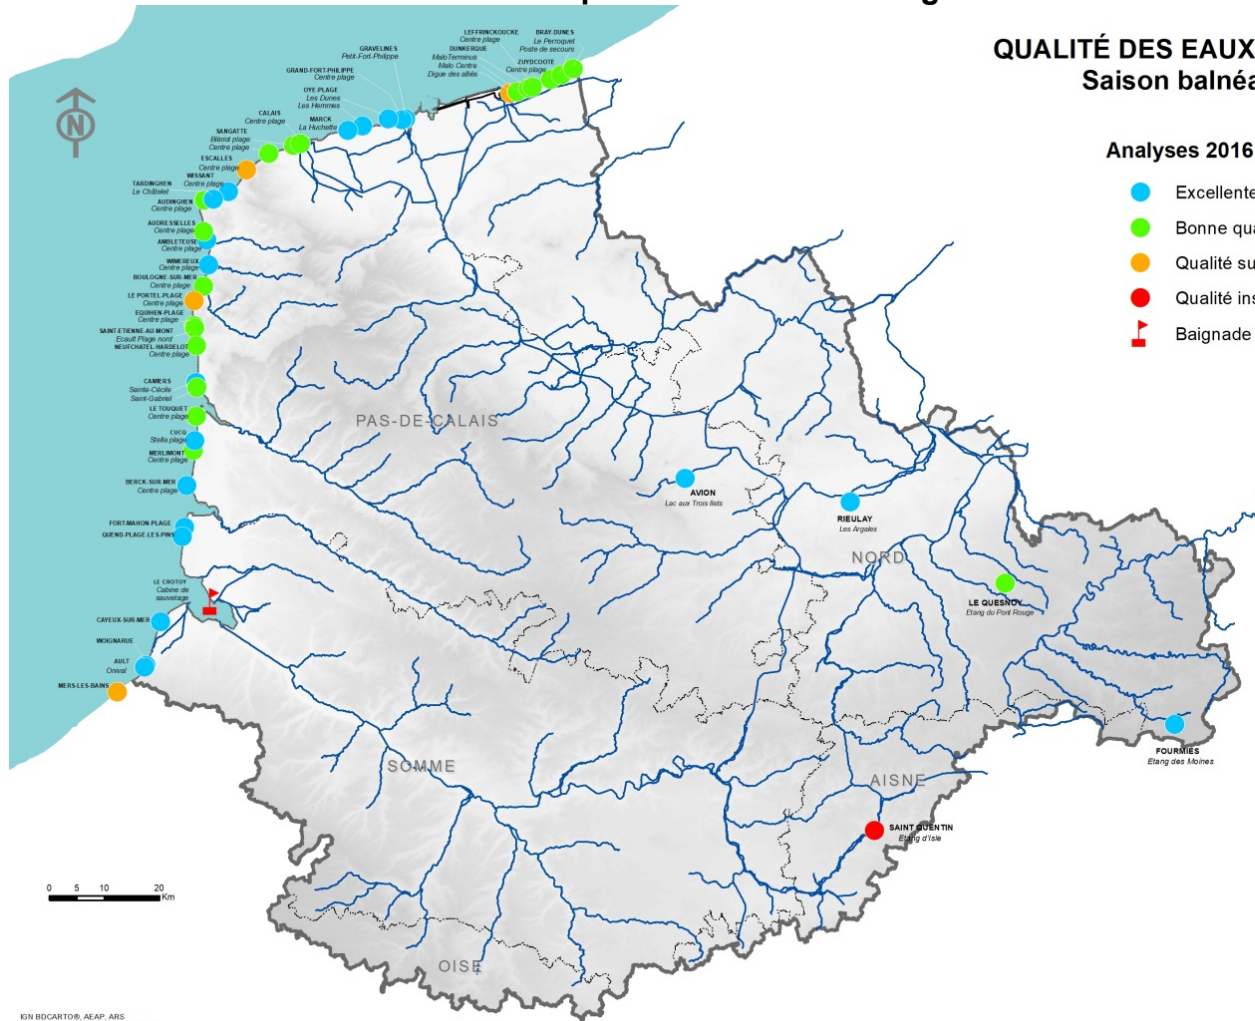 QUALITÉ DES EAUX
Saison balnéa
Analyses 2016
Excellente
Bonne qua
Qualité su
Qualité ins
Baignade
N
BRAY-DUNES
Le Perroquet
Poste de secours
LEFFRINCKOUCKE
Centre plage
DUNKERQUE
MaloTerminus
Malo Centre
Digue des alliés
ZUYDCOOTE
Centre plage
GRAVELINES
Petit-Fort-Philippe
GRAND-FORT-PHILIPPE
Centre plage
OYE-PLAGE
Les Dunes
Les Hemmes
MARCK
La Huchette
CALAIS
Centre plage
SANGATTE
Blériot plage
Centre plage
ESCALLES
Centre plage
WISSANT
Centre plage
TARDINGHEN
Le Châtelet
AUDINGHEN
Centre plage
AUDRESSELLES
Centre plage
AMBLETEUSE
Centre plage
WIMEREUX
Centre plage
BOULOGNE-SUR-MER
Centre plage
LE PORTEL-PLAGE
Centre plage
EQUIHEN-PLAGE
Centre plage
SAINT-ETIENNE-AU-MONT
Ecault Plage nord
NEUFCHATEL-HARDELOT
Centre plage
CAMIERS
Sainte-Cécile
Saint-Gabriel
LE TOUQUET
Centre plage
CUCQ
Stella plage
MERLIMONT
Centre plage
BERCK-SUR-MER
Centre plage
FORT-MAHON-PLAGE
QUEND-PLAGE-LES-PINS
LE CROTOY
Cabine de
sauvetage
CAYEUX-SUR-MER
WOIGNARUE
AULT
Onival
MERS-LES-BAINS
PAS-DE-CALAIS
AVION
Lac aux Trois Ilets
RIEULAY
Les Argales
NORD
LE QUESNOY
Etang du Pont Rouge
FOURMIES
Etang des Moines
SOMME
AISNE
SAINT QUENTIN
Etang d'Isle
OISE
0 5 10 20
Km
IGN BDCARTO®, AEAP, ARS